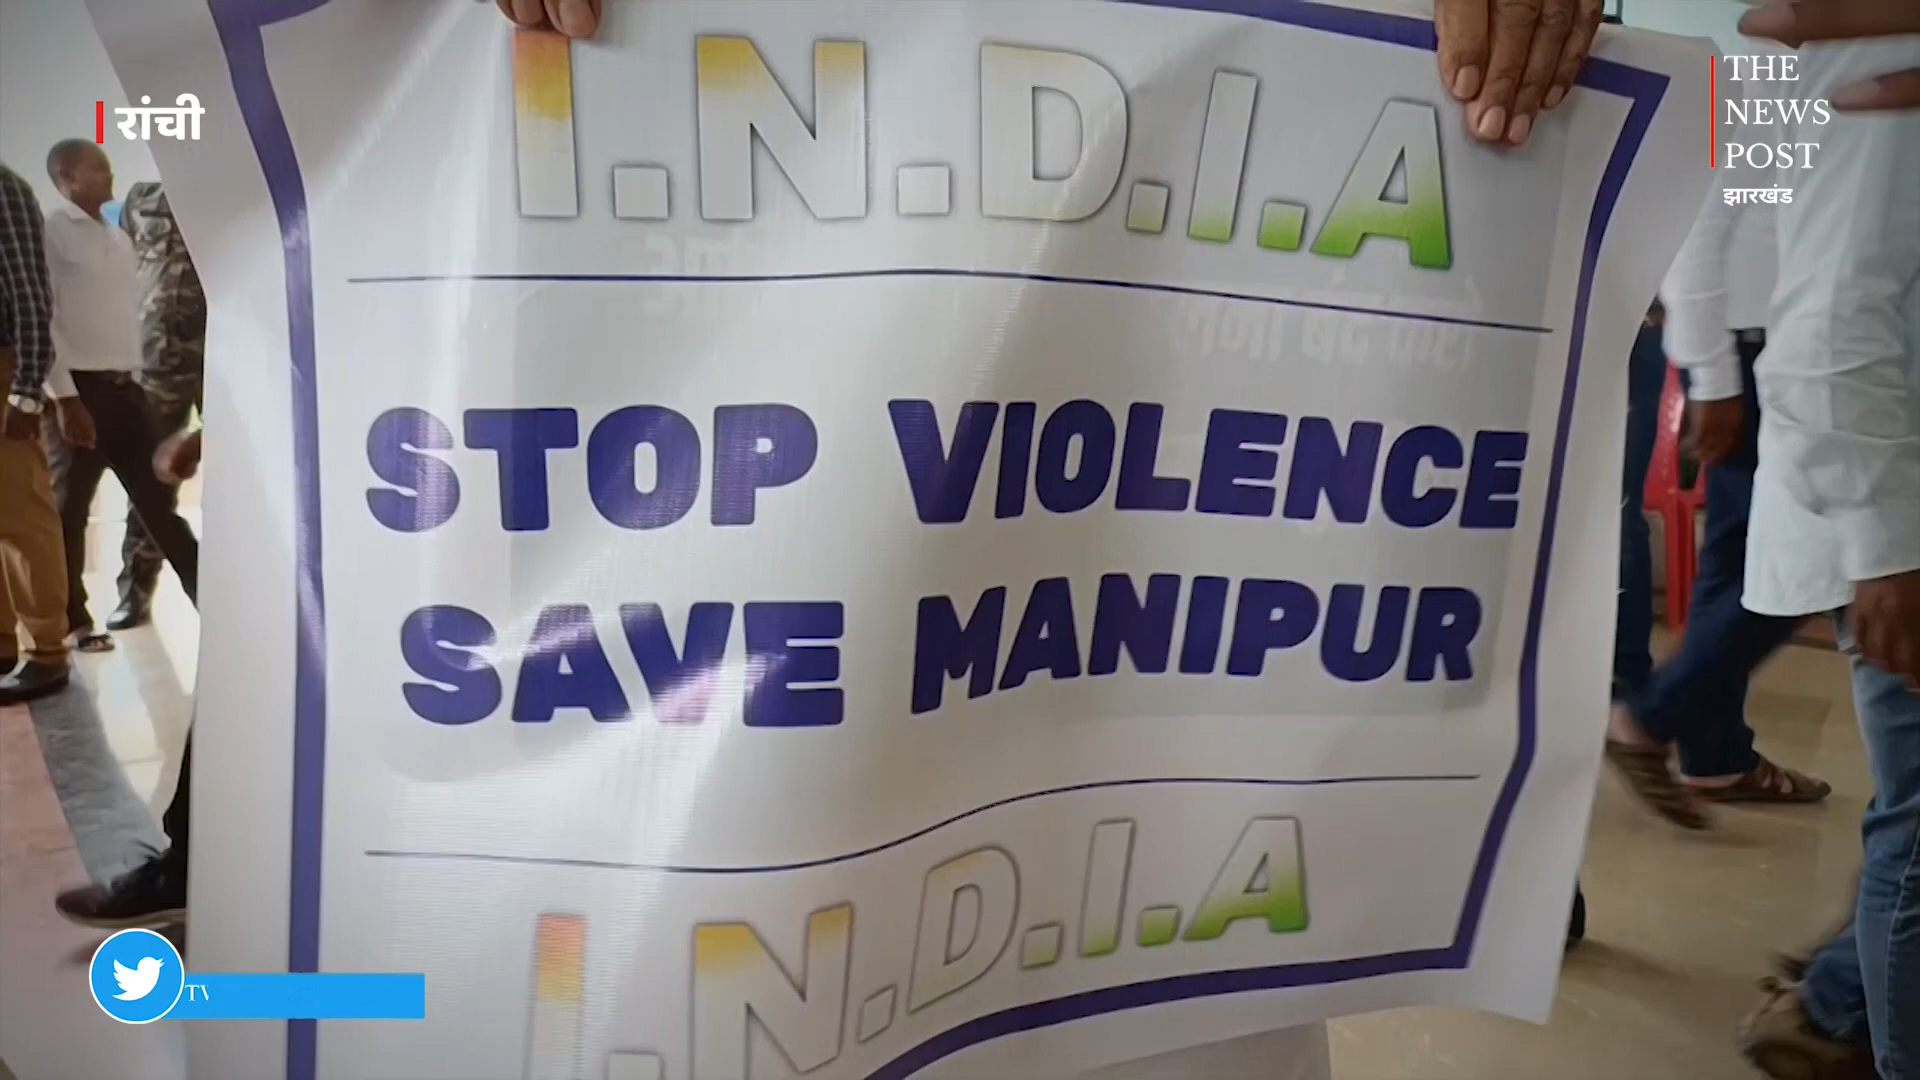 रांची
THE
NEWS
POST
झारखंड
I.N.D.I.A
STOP VIOLENCE
SAVE MANIPUR
I.N.D.I.A